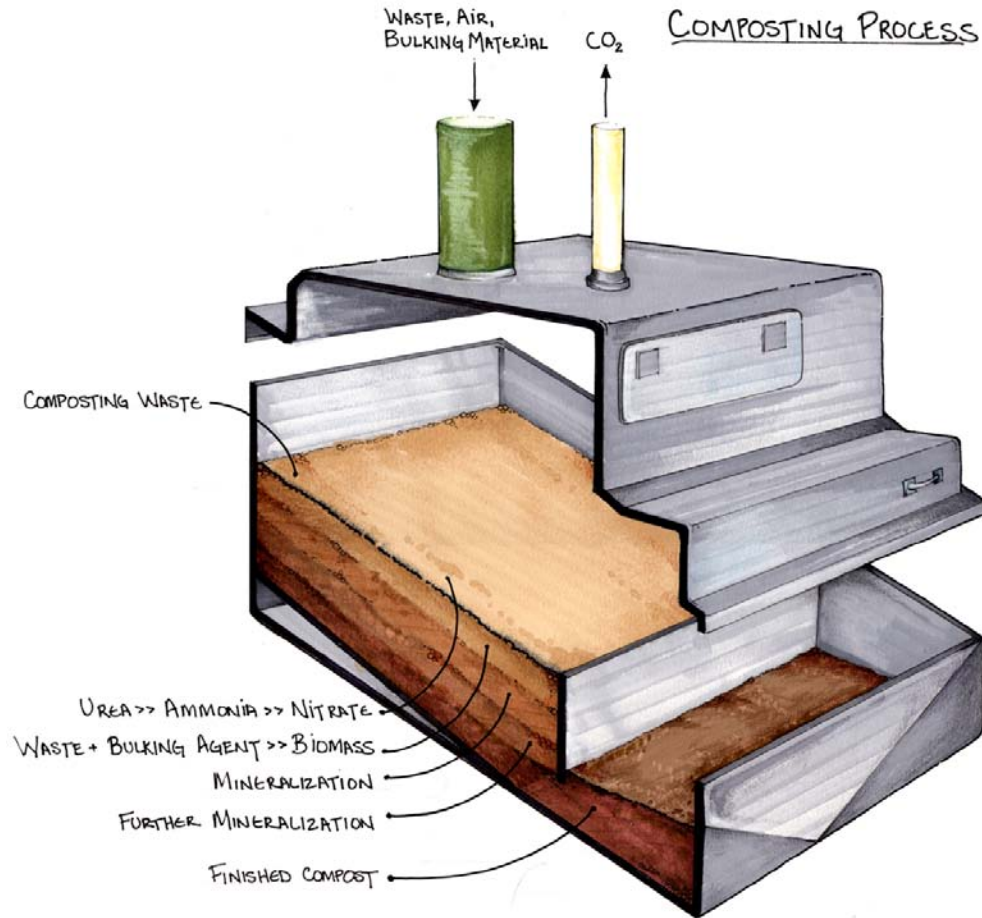 WASTE, AIR,
BULKING MATERIAL
CO₂
COMPOSTING PROCESS
COMPOSTING WASTE
UREA >> AMMONIA >> NITRATE
WASTE + BULKING AGENT >> BIOMASS
MINERALIZATION
FURTHER MINERALIZATION
FINISHED COMPOST